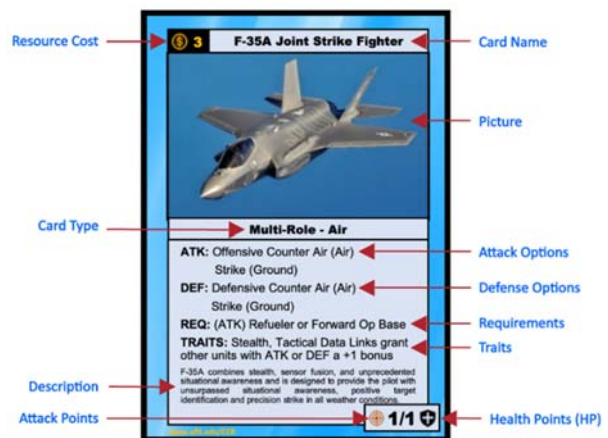 Resource Cost
3 F-35A Joint Strike Fighter
Card Name
Picture
Card Type
Multi-Role - Air
ATK: Offensive Counter Air (Air)
Strike (Ground)
Attack Options
DEF: Defensive Counter Air (Air)
Strike (Ground)
Defense Options
REQ: (ATK) Refueler or Forward Op Base
Requirements
TRAITS: Stealth, Tactical Data Links grant
other units with ATK or DEF a +1 bonus
Traits
Description
F-35A combines stealth, sensor fusion, and unprecedented
situational awareness and is designed to provide the pilot with
unsurpassed situational awareness, positive target
identification and precision strike in all weather conditions.
Attack Points
1/1
Health Points (HP)